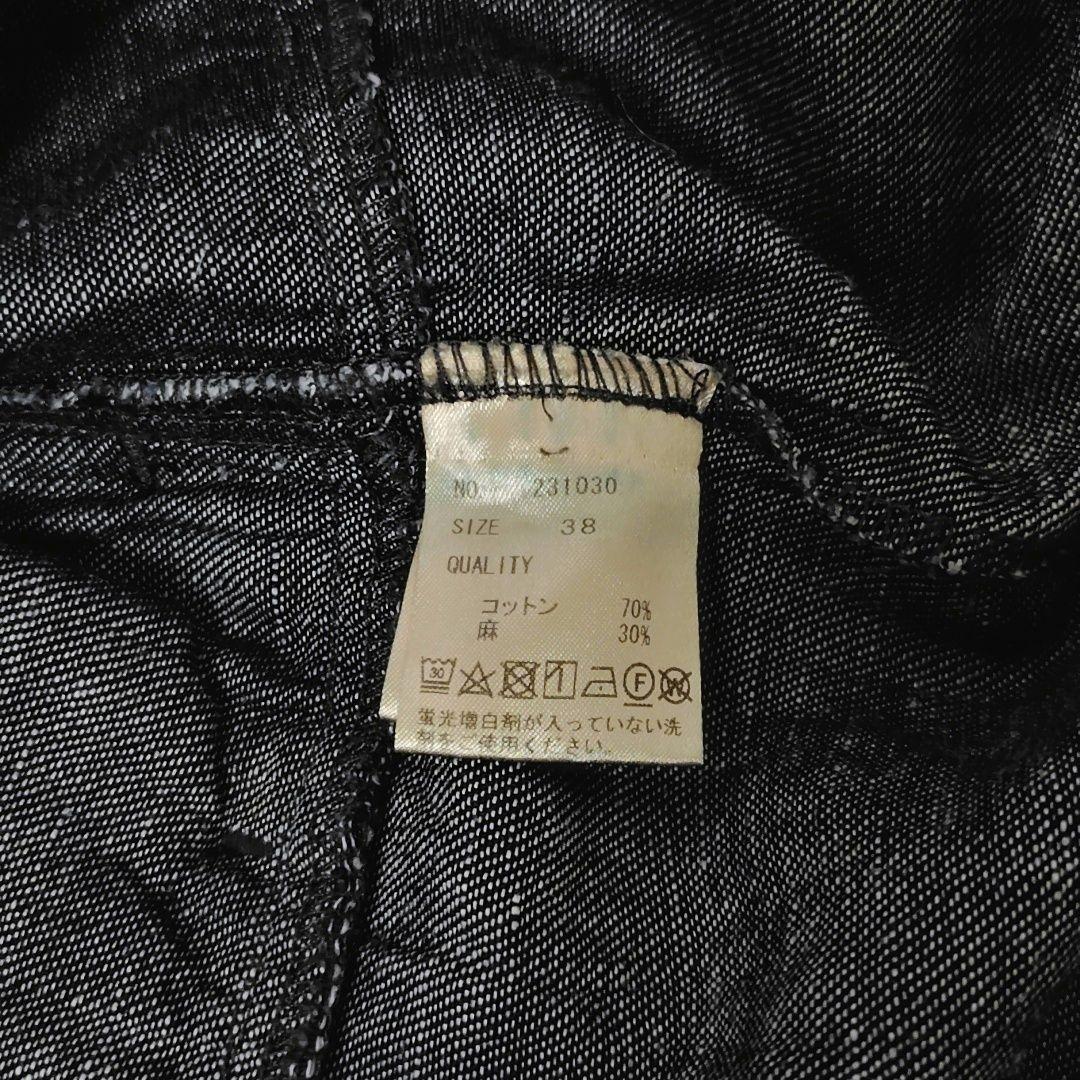 NO. 231030
SIZE 38
QUALITY
コットン 70%
麻 30%
30
F
W
蛍光増白剤が入っていない洗
剤をご使用ください。